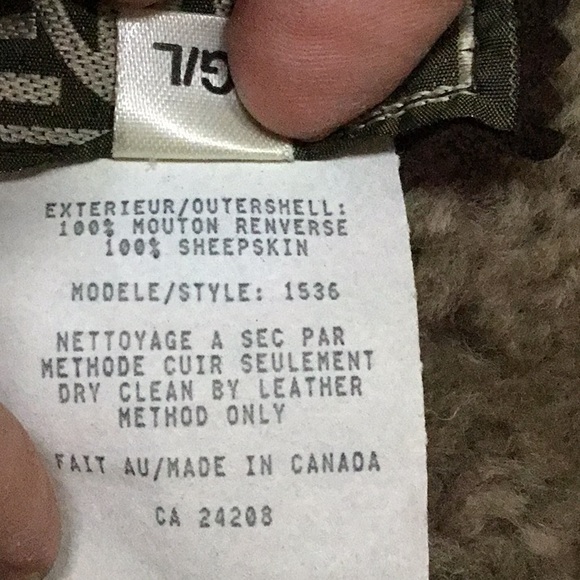 G/L
EXTERIEUR/OUTERSHELL:
100% MOUTON RENVERSE
100% SHEEPSKIN
MODELE/STYLE: 1536
NETTOYAGE A SEC PAR
METHODE CUIR SEULEMENT
DRY CLEAN BY LEATHER
METHOD ONLY
FAIT AU/MADE IN CANADA
CA 24208